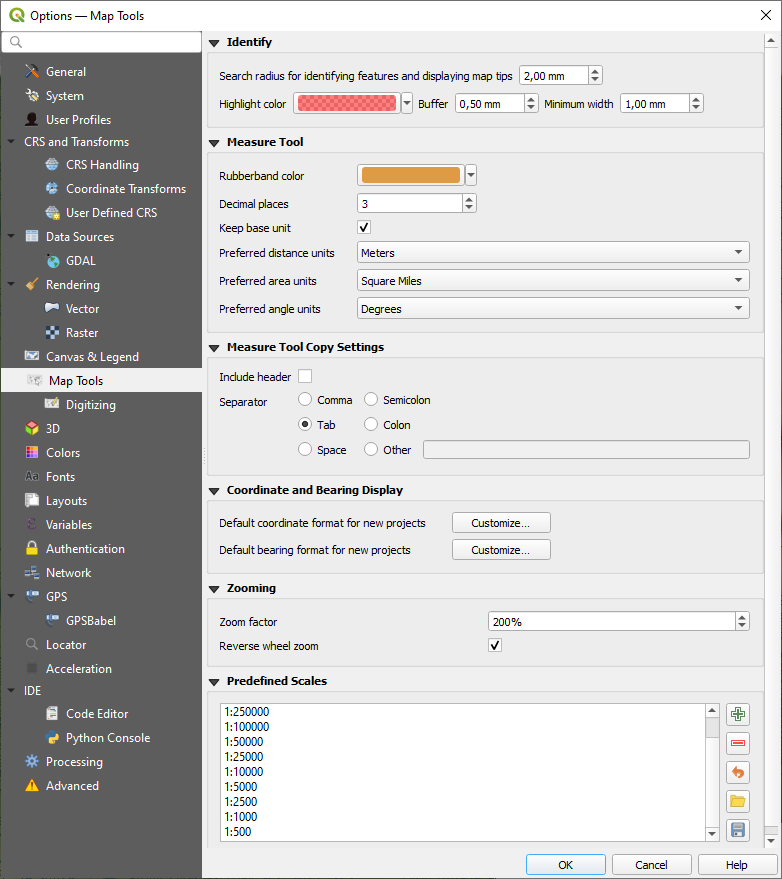 Options — Map Tools
General
System
User Profiles
CRS and Transforms
CRS Handling
Coordinate Transforms
User Defined CRS
Data Sources
GDAL
Rendering
Vector
Raster
Canvas & Legend
Map Tools
Digitizing
3D
Colors
Fonts
Layouts
Variables
Authentication
Network
GPS
GPSBabel
Locator
Acceleration
IDE
Code Editor
Python Console
Processing
Advanced
Identify
Search radius for identifying features and displaying map tips 2,00 mm
Highlight color Buffer 0,50 mm Minimum width 1,00 mm
Measure Tool
Rubberband color
Decimal places 3
Keep base unit
Preferred distance units Meters
Preferred area units Square Miles
Preferred angle units Degrees
Measure Tool Copy Settings
Include header
Separator Comma Semicolon
Tab Colon
Space Other
Coordinate and Bearing Display
Default coordinate format for new projects Customize...
Default bearing format for new projects Customize...
Zooming
Zoom factor 200%
Reverse wheel zoom
Predefined Scales
1:250000
1:100000
1:50000
1:25000
1:10000
1:5000
1:2500
1:1000
1:500
OK Cancel Help